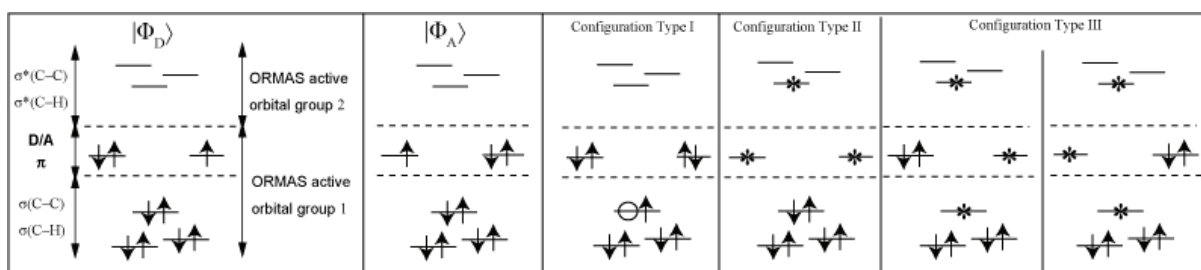 |Φ_D⟩
σ*(C–C)
σ*(C–H)
ORMAS active
orbital group 2
D/A
π
σ(C–C)
σ(C–H)
ORMAS active
orbital group 1
|Φ_A⟩
Configuration Type I
Configuration Type II
Configuration Type III